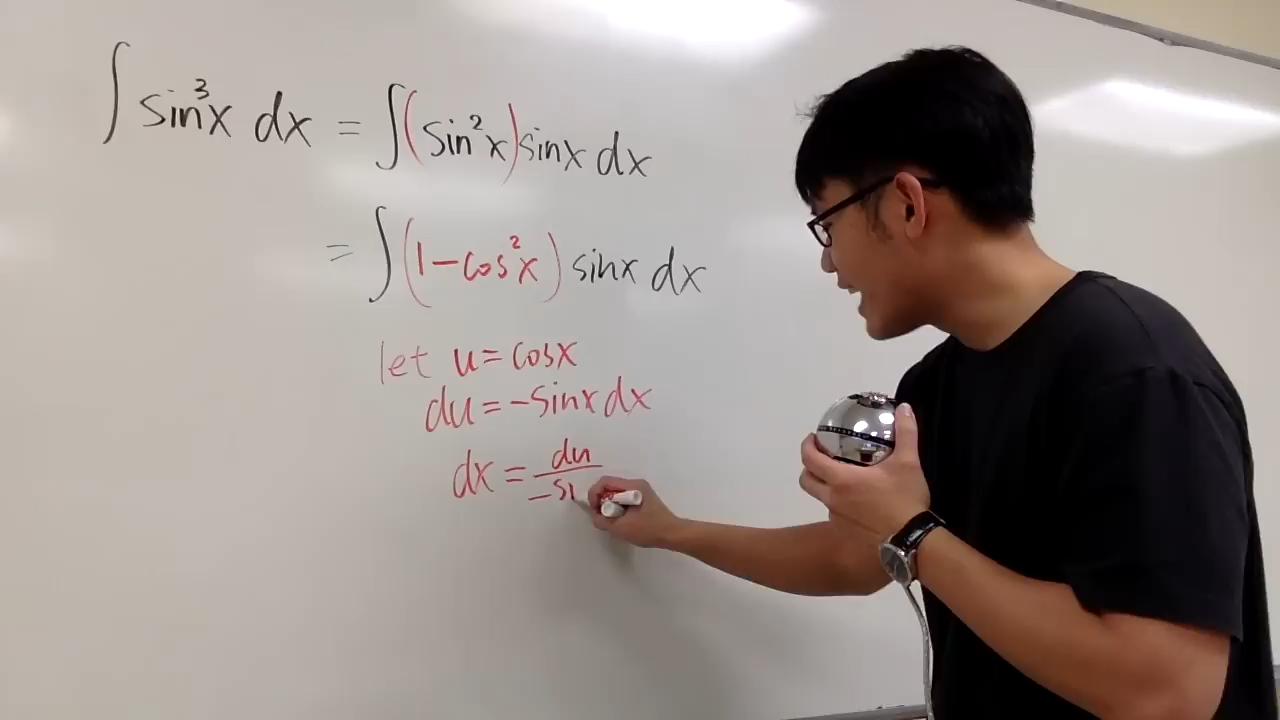 ∫ sin³x dx = ∫(sin²x)sinx dx
= ∫(1-cos²x) sinx dx
let u = cosx
du = -sinx dx
dx = du/-si